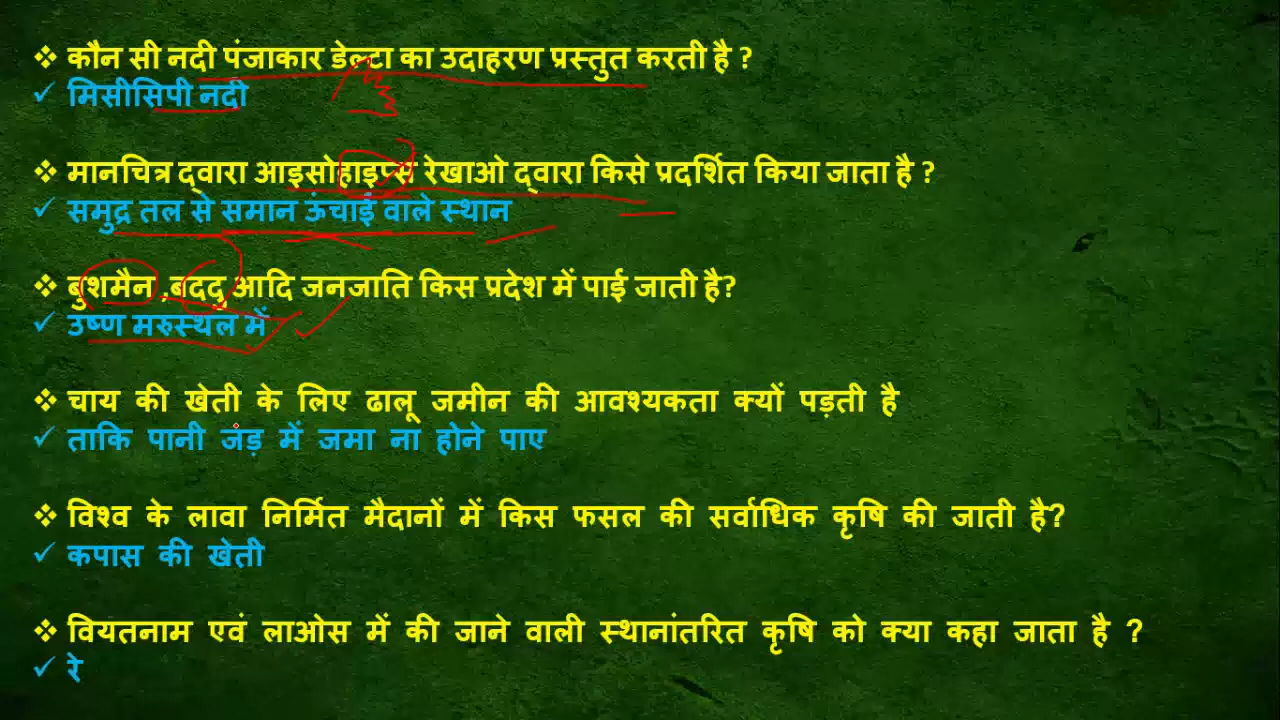 ❖ कौन सी नदी पंजाकार डेल्टा का उदाहरण प्रस्तुत करती है ?
✓ मिसीसिपी नदी
❖ मानचित्र द्वारा आइसोहाइप्स रेखाओ द्वारा किसे प्रदर्शित किया जाता है ?
✓ समुद्र तल से समान ऊंचाई वाले स्थान
❖ बुशमैन .बददु आदि जनजाति किस प्रदेश में पाई जाती है?
✓ उष्ण मरुस्थल में
❖ चाय की खेती के लिए ढालू जमीन की आवश्यकता क्यों पड़ती है
✓ ताकि पानी जड़ में जमा ना होने पाए
❖ विश्व के लावा निर्मित मैदानों में किस फसल की सर्वाधिक कृषि की जाती है?
✓ कपास की खेती
❖ वियतनाम एवं लाओस में की जाने वाली स्थानांतरित कृषि को क्या कहा जाता है ?
✓ रे